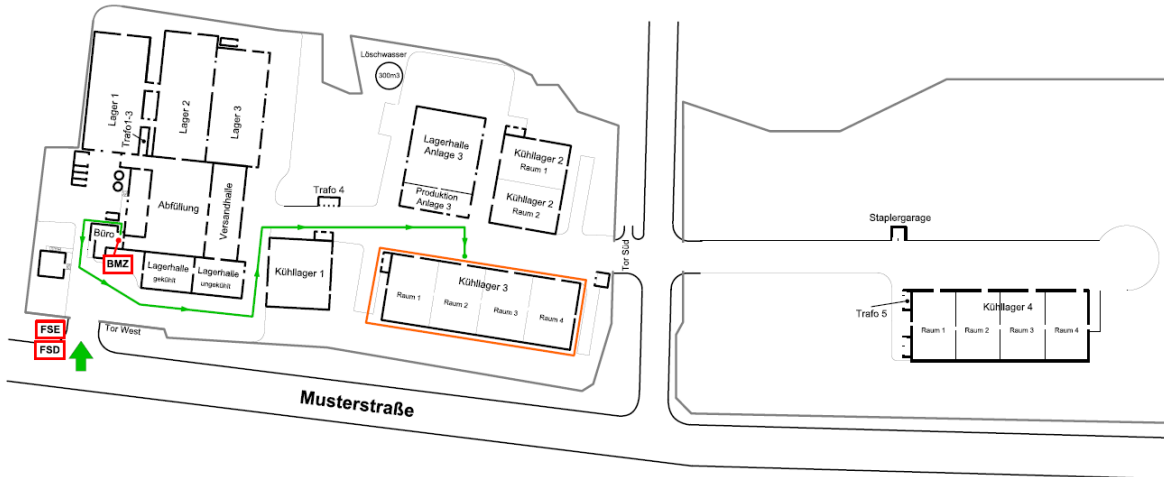 Löschwasser
300m3
Lager 1
Trafo1-3
Lager 2
Lager 3
Lagerhalle
Anlage 3
Produktion
Anlage 3
Kühllager 2
Raum 1
Kühllager 2
Raum 2
Trafo 4
Abfüllung
Versandhalle
Büro
BMZ
Lagerhalle
gekühlt
Lagerhalle
ungekühlt
Kühllager 1
Kühllager 3
Raum 1
Raum 2
Raum 3
Raum 4
Tor Süd
Staplergarage
Trafo 5
Kühllager 4
Raum 1
Raum 2
Raum 3
Raum 4
FSE
FSD
Tor West
Musterstraße